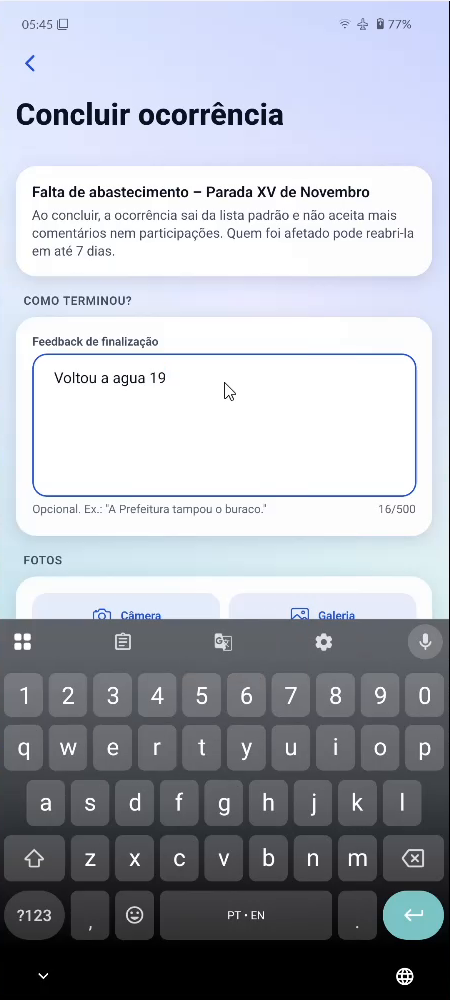 05:45 77%
Concluir ocorrência
Falta de abastecimento – Parada XV de Novembro
Ao concluir, a ocorrência sai da lista padrão e não aceita mais
comentários nem participações. Quem foi afetado pode reabri-la
em até 7 dias.
COMO TERMINOU?
Feedback de finalização
Voltou a agua 19
Opcional. Ex.: "A Prefeitura tampou o buraco." 16/500
FOTOS
Câmera Galeria
1 2 3 4 5 6 7 8 9 0
q w e r t y u i o p
a s d f g h j k l
z x c v b n m
?123 , PT • EN .